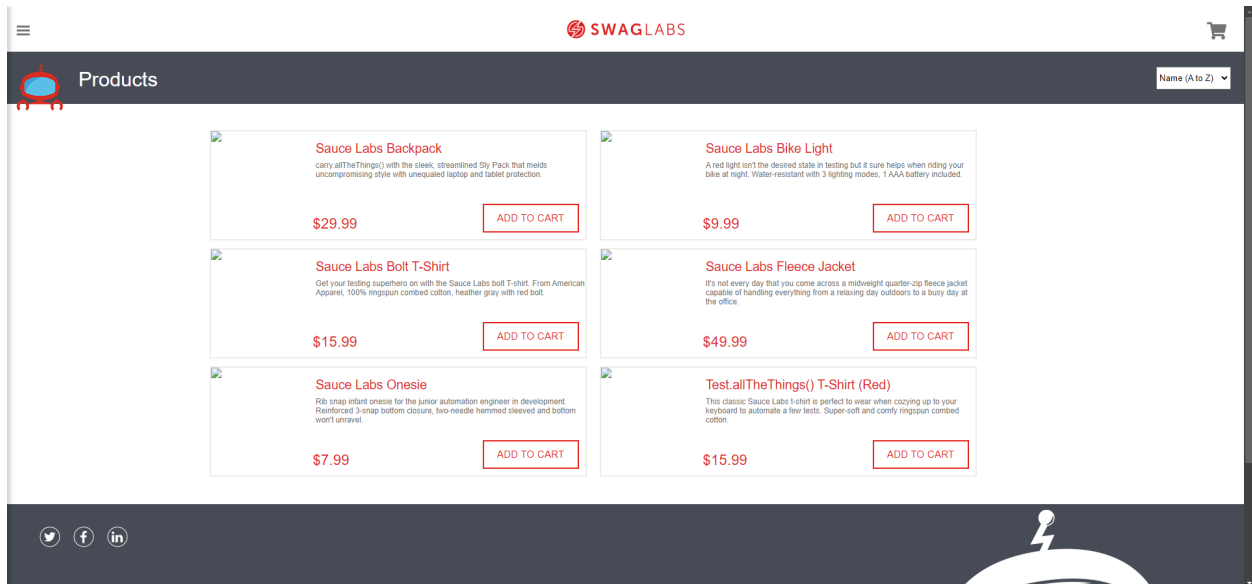 SWAGLABS
Products
Name (A to Z)
Sauce Labs Backpack
carry.allTheThings() with the sleek, streamlined Sly Pack that melds
uncompromising style with unequaled laptop and tablet protection.
$29.99
ADD TO CART
Sauce Labs Bike Light
A red light isn't the desired state in testing but it sure helps when riding your
bike at night. Water-resistant with 3 lighting modes, 1 AAA battery included.
$9.99
ADD TO CART
Sauce Labs Bolt T-Shirt
Get your testing superhero on with the Sauce Labs bolt T-shirt. From American
Apparel, 100% ringspun combed cotton, heather gray with red bolt.
$15.99
ADD TO CART
Sauce Labs Fleece Jacket
It's not every day that you come across a midweight quarter-zip fleece jacket
capable of handling everything from a relaxing day outdoors to a busy day at
the office.
$49.99
ADD TO CART
Sauce Labs Onesie
Rib snap infant onesie for the junior automation engineer in development.
Reinforced 3-snap bottom closure, two-needle hemmed sleeved and bottom
won't unravel.
$7.99
ADD TO CART
Test.allTheThings() T-Shirt (Red)
This classic Sauce Labs t-shirt is perfect to wear when cozying up to your
keyboard to automate a few tests. Super-soft and comfy ringspun combed
cotton.
$15.99
ADD TO CART